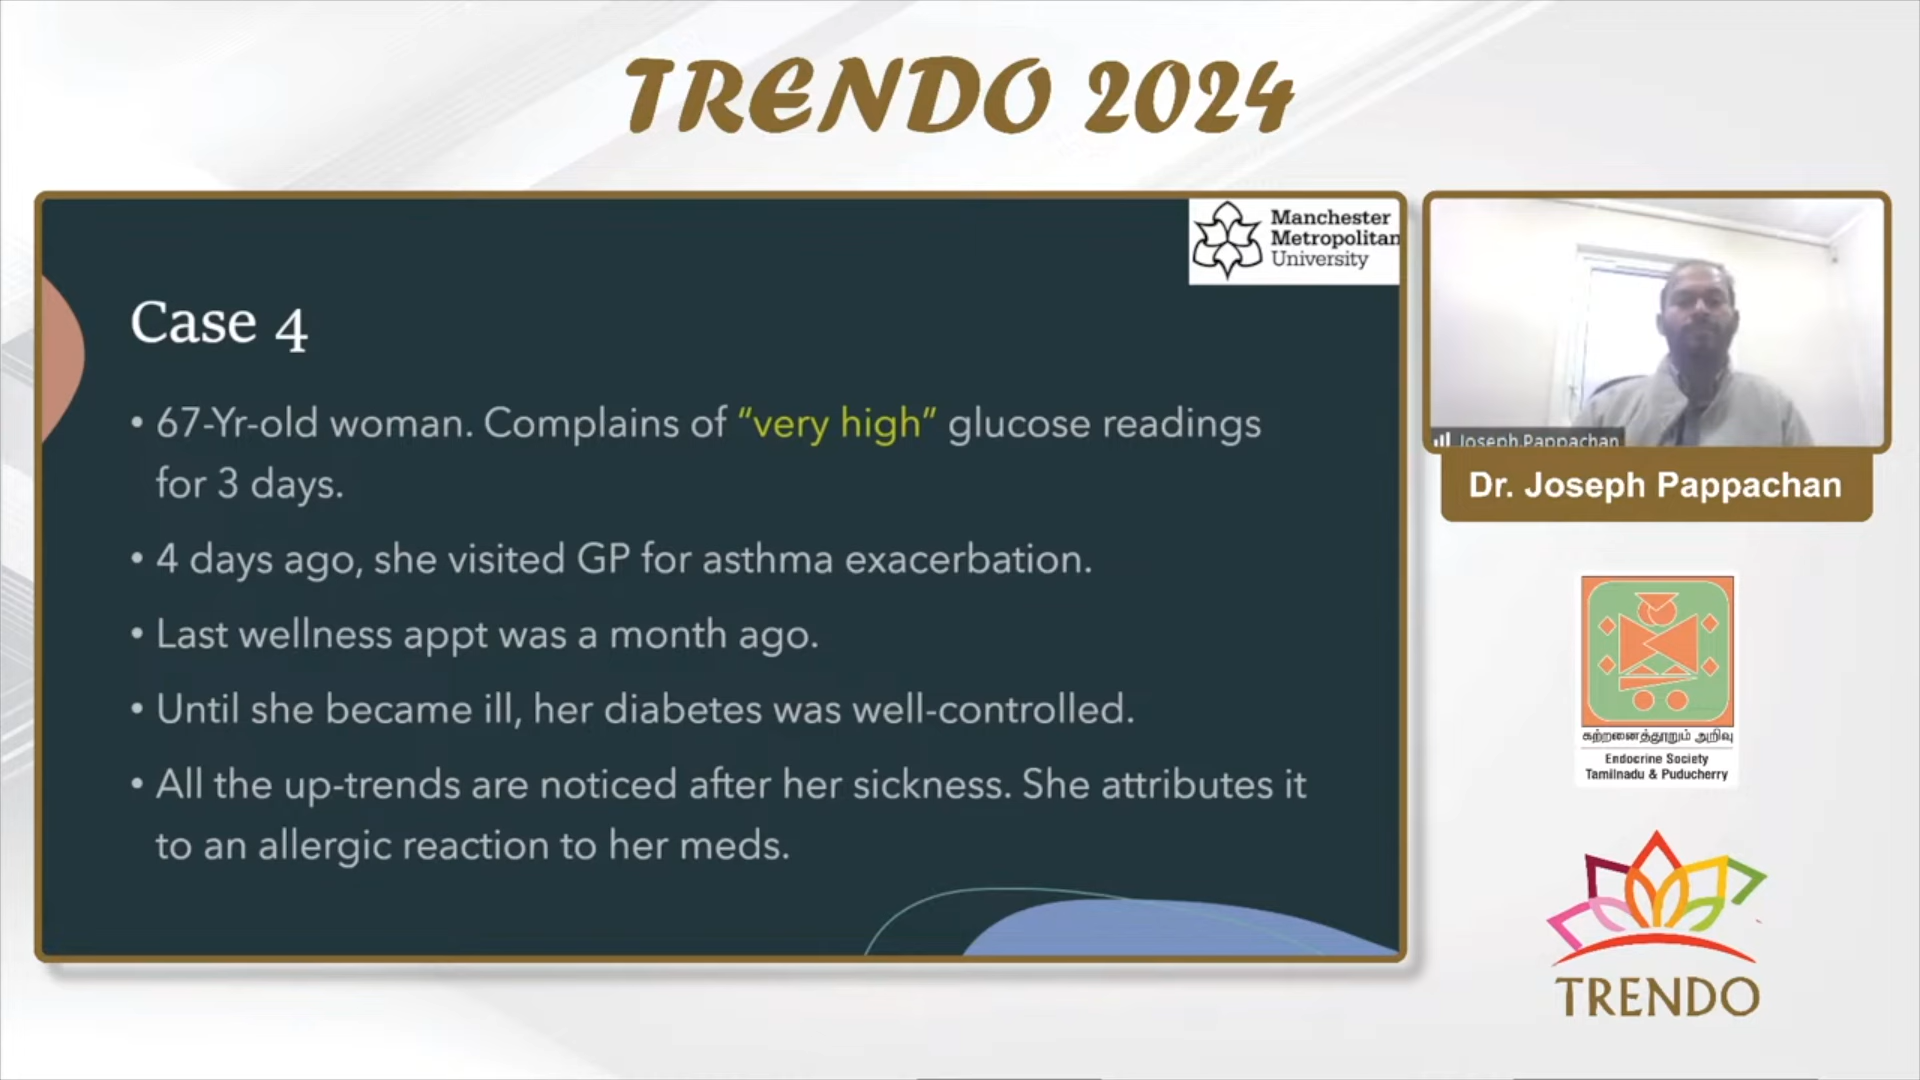 TRENDO 2024
Manchester
Metropolitan
University
Case 4
• 67-Yr-old woman. Complains of “very high” glucose readings
for 3 days.
• 4 days ago, she visited GP for asthma exacerbation.
• Last wellness appt was a month ago.
• Until she became ill, her diabetes was well-controlled.
• All the up-trends are noticed after her sickness. She attributes it
to an allergic reaction to her meds.
Joseph Pappachan
Dr. Joseph Pappachan
கற்றனைத்தூறும் அறிவு
Endocrine Society
Tamilnadu & Puducherry
TRENDO